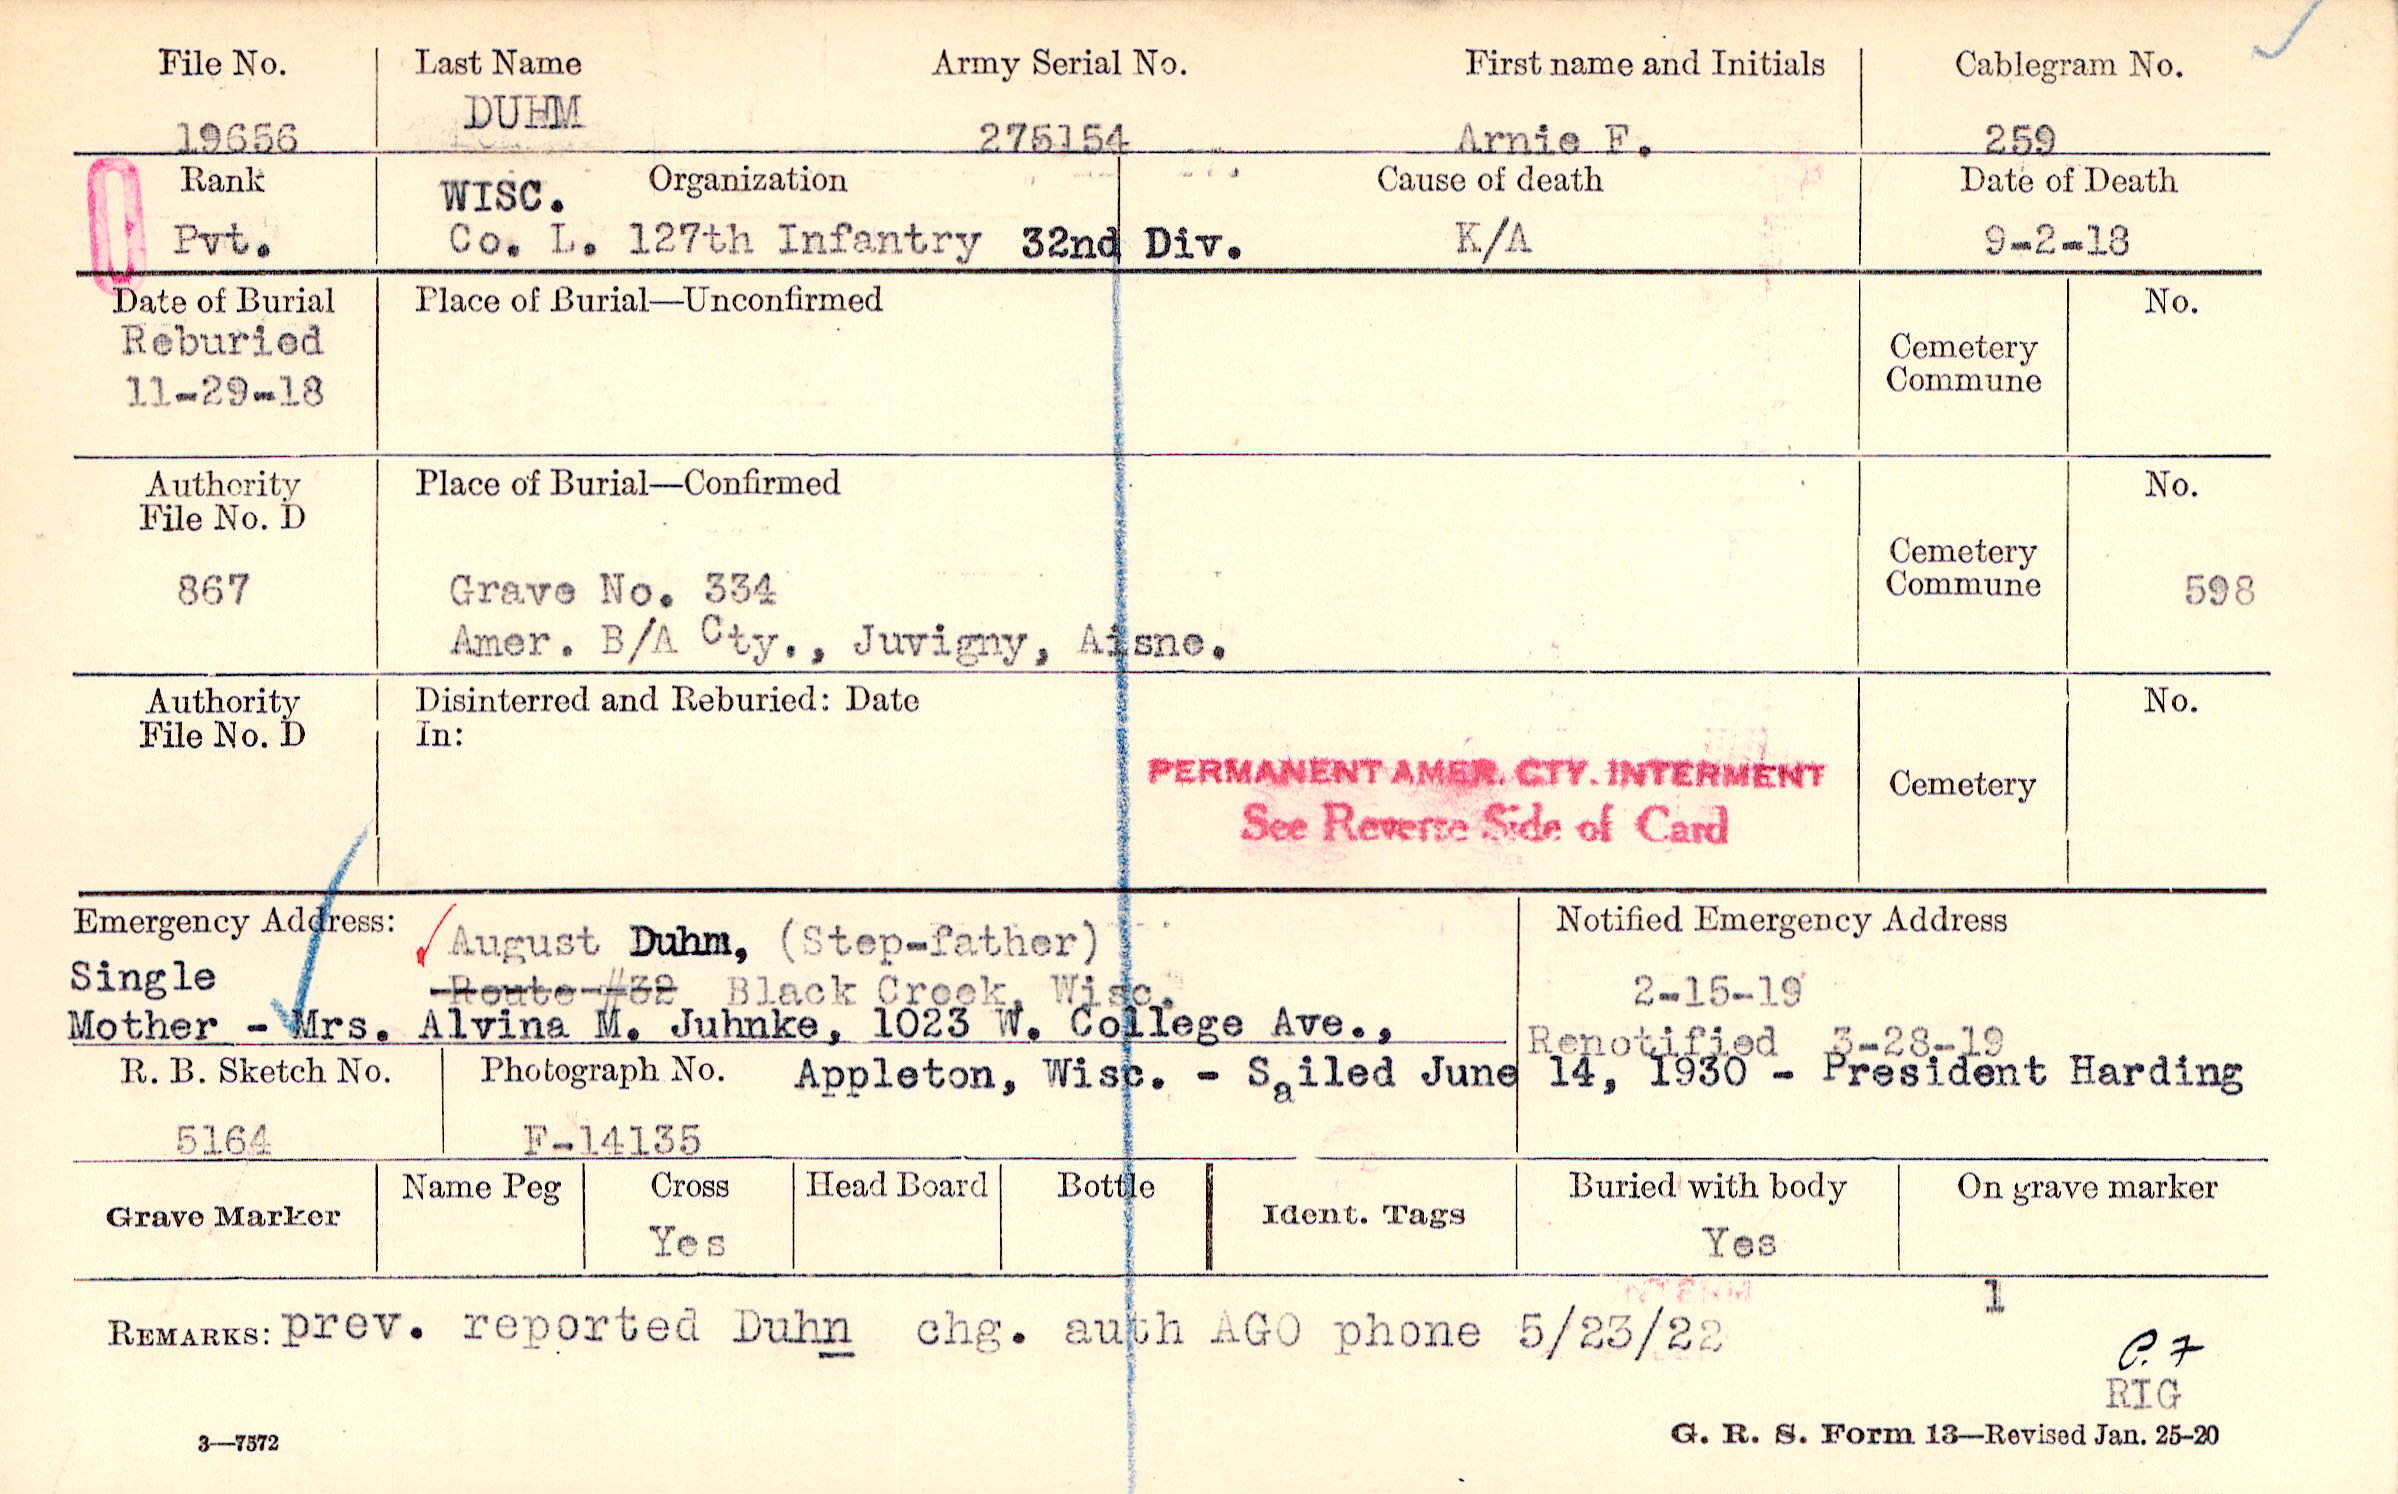 File No. Last Name Army Serial No. First name and Initials Cablegram No.
19656 DUHM 275154 Arnie F. 259
Rank WISC. Organization Cause of death Date of Death
Pvt. Co. L. 127th Infantry 32nd Div. K/A 9-2-18
Date of Burial Place of Burial—Unconfirmed No.
Reburied
11-29-18
Cemetery
Commune
Authority Place of Burial—Confirmed No.
File No. D
Cemetery
Commune
867 Grave No. 334 598
Amer. B/A Cty., Juvigny, Aisne.
Authority Disinterred and Reburied: Date No.
File No. D In:
PERMANENT AMER. CTY. INTERMENT
Cemetery
See Reverse Side of Card
Emergency Address: August Duhm, (Step-father) Notified Emergency Address
Single Route #32 Black Creek, Wisc. 2-15-19
Mother - Mrs. Alvina M. Juhnke, 1023 W. College Ave.,
Renotified 3-28-19
R. B. Sketch No. Photograph No. Appleton, Wisc. - Sailed June 14, 1930 - President Harding
5164 F-14135
Grave Marker Name Peg Cross Head Board Bottle Ident. Tags Buried with body On grave marker
Yes Yes
1
REMARKS: prev. reported Duhn chg. auth AGO phone 5/23/22
C. 7
RIG
3—7572 G. R. S. Form 13—Revised Jan. 25-20